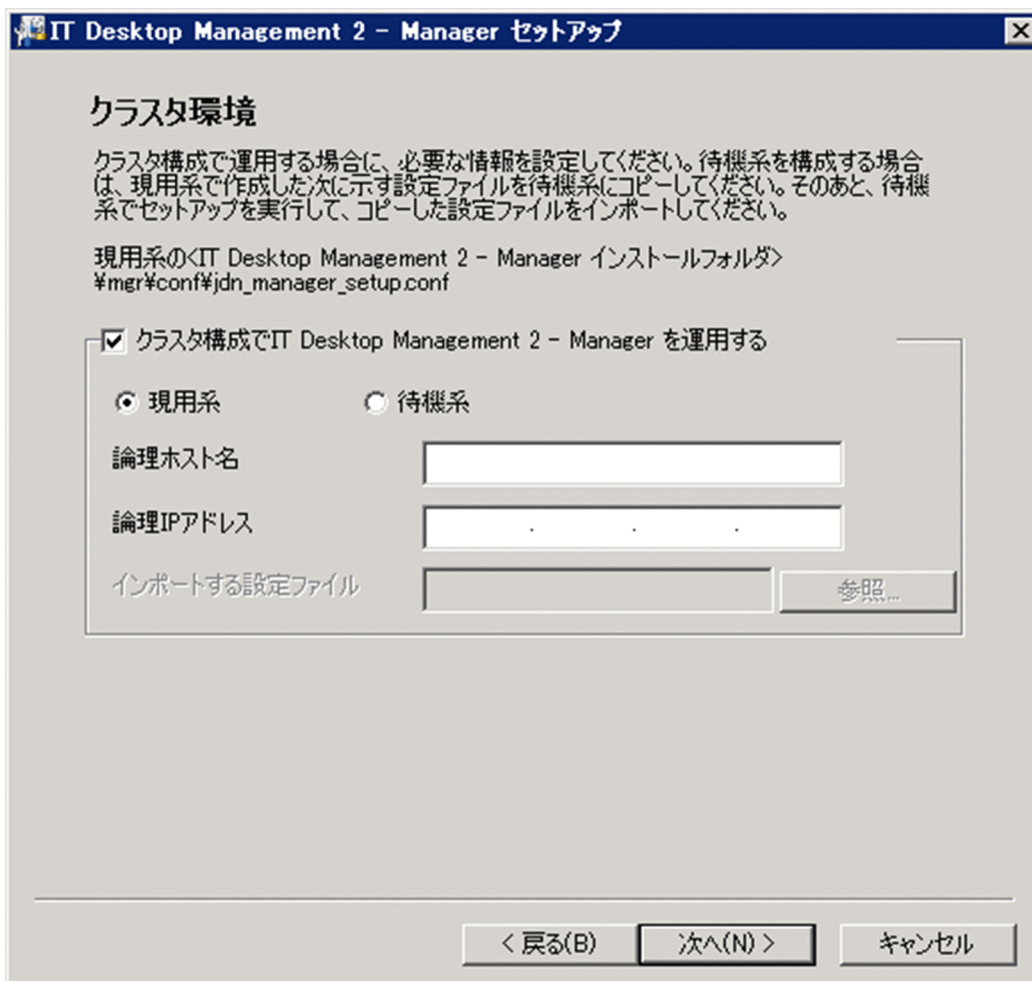 IT Desktop Management 2 - Manager セットアップ
クラスタ環境
クラスタ構成で運用する場合に、必要な情報を設定してください。待機系を構成する場合
は、現用系で作成した次に示す設定ファイルを待機系にコピーしてください。そのあと、待機
系でセットアップを実行して、コピーした設定ファイルをインポートしてください。
現用系の<IT Desktop Management 2 - Manager インストールフォルダ>
¥mgr¥conf¥jdn_manager_setup.conf
クラスタ構成でIT Desktop Management 2 - Manager を運用する
現用系 待機系
論理ホスト名
論理IPアドレス . . .
インポートする設定ファイル 参照...
< 戻る(B) 次へ(N) > キャンセル